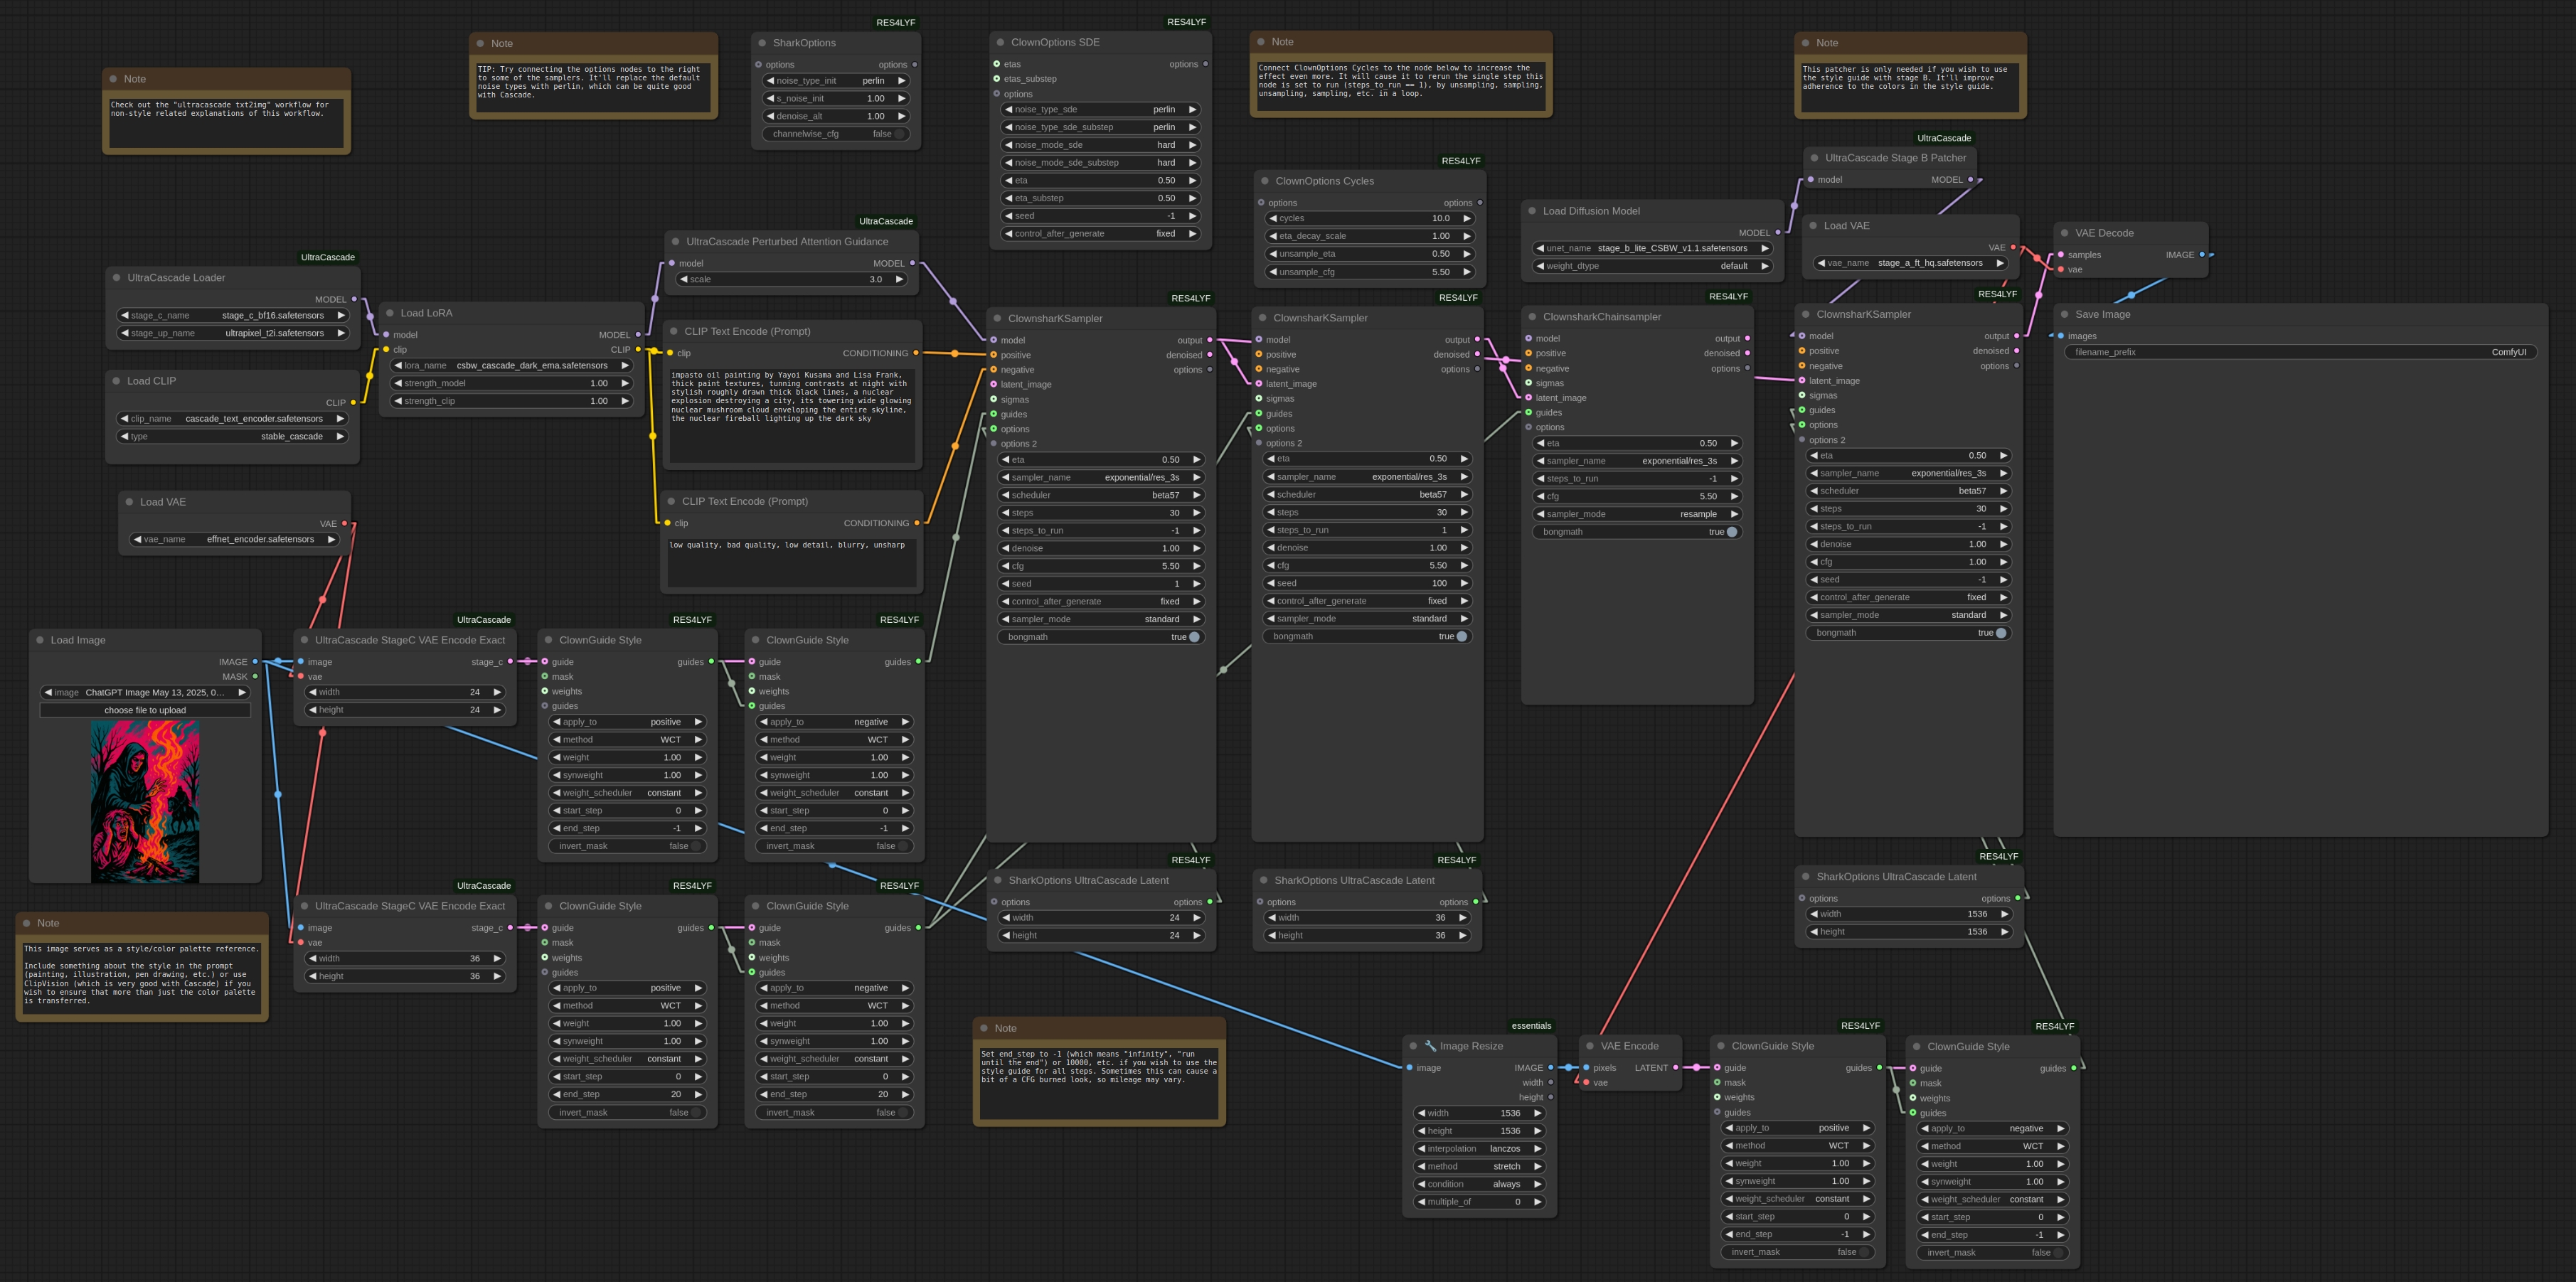 Note
Check out the "ultracascade txt2img" workflow for
non-style related explanations of this workflow.
Note
TIP: Try connecting the options nodes to the right
to some of the samplers. It'll replace the default
noise types with perlin, which can be quite good
with Cascade.
RES4LYF
SharkOptions
options options
noise_type_init perlin
s_noise_init 1.00
denoise_alt 1.00
channelwise_cfg false
RES4LYF
ClownOptions SDE
etas options
etas_substep
options
noise_type_sde perlin
noise_type_sde_substep perlin
noise_mode_sde hard
noise_mode_sde_substep hard
eta 0.50
eta_substep 0.50
seed -1
control_after_generate fixed
Note
Connect ClownOptions Cycles to the node below to increase the
effect even more. It will cause it to rerun the single step this
node is set to run (steps_to_run == 1), by unsampling, sampling,
unsampling, sampling, etc. in a loop.
RES4LYF
ClownOptions Cycles
options options
cycles 10.0
eta_decay_scale 1.00
unsample_eta 0.50
unsample_cfg 5.50
Note
This patcher is only needed if you wish to use
the style guide with stage B. It'll improve
adherence to the colors in the style guide.
UltraCascade
UltraCascade Stage B Patcher
model MODEL
Load Diffusion Model
MODEL
unet_name stage_b_lite_CSBW_v1.1.safetensors
weight_dtype default
Load VAE
VAE
vae_name stage_a_ft_hq.safetensors
VAE Decode
samples IMAGE
vae
UltraCascade
UltraCascade Loader
MODEL
stage_c_name stage_c_bf16.safetensors
stage_up_name ultrapixel_t2i.safetensors
Load CLIP
CLIP
clip_name cascade_text_encoder.safetensors
type stable_cascade
Load LoRA
model MODEL
clip CLIP
lora_name csbw_cascade_dark_ema.safetensors
strength_model 1.00
strength_clip 1.00
UltraCascade
UltraCascade Perturbed Attention Guidance
model MODEL
scale 3.0
CLIP Text Encode (Prompt)
clip CONDITIONING
impasto oil painting by Yayoi Kusama and Lisa Frank,
thick paint textures, tunning contrasts at night with
stylish roughly drawn thick black lines, a nuclear
explosion destroying a city, its towering wide glowing
nuclear mushroom cloud enveloping the entire skyline,
the nuclear fireball lighting up the dark sky
CLIP Text Encode (Prompt)
clip CONDITIONING
low quality, bad quality, low detail, blurry, unsharp
Load VAE
VAE
vae_name effnet_encoder.safetensors
RES4LYF
ClownsharKSampler
model output
positive denoised
negative options
latent_image
sigmas
guides
options
options 2
eta 0.50
sampler_name exponential/res_3s
scheduler beta57
steps 30
steps_to_run -1
denoise 1.00
cfg 5.50
seed 1
control_after_generate fixed
sampler_mode standard
bongmath true
RES4LYF
ClownsharKSampler
model output
positive denoised
negative options
latent_image
sigmas
guides
options
options 2
eta 0.50
sampler_name exponential/res_3s
scheduler beta57
steps 30
steps_to_run 1
denoise 1.00
cfg 5.50
seed 100
control_after_generate fixed
sampler_mode standard
bongmath true
RES4LYF
ClownsharkChainsampler
model output
positive denoised
negative options
sigmas
latent_image
guides
options
eta 0.50
sampler_name exponential/res_3s
steps_to_run -1
cfg 5.50
sampler_mode resample
bongmath true
RES4LYF
ClownsharKSampler
model output
positive denoised
negative options
latent_image
sigmas
guides
options
options 2
eta 0.50
sampler_name exponential/res_3s
scheduler beta57
steps 30
steps_to_run -1
denoise 1.00
cfg 1.00
seed -1
control_after_generate fixed
sampler_mode standard
bongmath true
Save Image
images
filename_prefix ComfyUI
Load Image
IMAGE
MASK
image ChatGPT Image May 13, 2025, 0...
choose file to upload
UltraCascade
UltraCascade StageC VAE Encode Exact
image stage_c
vae
width 24
height 24
RES4LYF
ClownGuide Style
guide guides
mask
weights
guides
apply_to positive
method WCT
weight 1.00
synweight 1.00
weight_scheduler constant
start_step 0
end_step -1
invert_mask false
RES4LYF
ClownGuide Style
guide guides
mask
weights
guides
apply_to negative
method WCT
weight 1.00
synweight 1.00
weight_scheduler constant
start_step 0
end_step -1
invert_mask false
Note
This image serves as a style/color palette reference.
Include something about the style in the prompt
(painting, illustration, pen drawing, etc.) or use
ClipVision (which is very good with Cascade) if you
wish to ensure that more than just the color palette
is transferred.
UltraCascade
UltraCascade StageC VAE Encode Exact
image stage_c
vae
width 36
height 36
RES4LYF
ClownGuide Style
guide guides
mask
weights
guides
apply_to positive
method WCT
weight 1.00
synweight 1.00
weight_scheduler constant
start_step 0
end_step 20
invert_mask false
RES4LYF
ClownGuide Style
guide guides
mask
weights
guides
apply_to negative
method WCT
weight 1.00
synweight 1.00
weight_scheduler constant
start_step 0
end_step 20
invert_mask false
RES4LYF
SharkOptions UltraCascade Latent
options options
width 24
height 24
RES4LYF
SharkOptions UltraCascade Latent
options options
width 36
height 36
RES4LYF
SharkOptions UltraCascade Latent
options options
width 1536
height 1536
Note
Set end_step to -1 (which means "infinity", "run
until the end") or 10000, etc. if you wish to use the
style guide for all steps. Sometimes this can cause a
bit of a CFG burned look, so mileage may vary.
essentials
🔧 Image Resize
image IMAGE
width
height
width 1536
height 1536
interpolation lanczos
method stretch
condition always
multiple_of 0
VAE Encode
pixels LATENT
vae
RES4LYF
ClownGuide Style
guide guides
mask
weights
guides
apply_to positive
method WCT
weight 1.00
synweight 1.00
weight_scheduler constant
start_step 0
end_step -1
invert_mask false
RES4LYF
ClownGuide Style
guide guides
mask
weights
guides
apply_to negative
method WCT
weight 1.00
synweight 1.00
weight_scheduler constant
start_step 0
end_step -1
invert_mask false